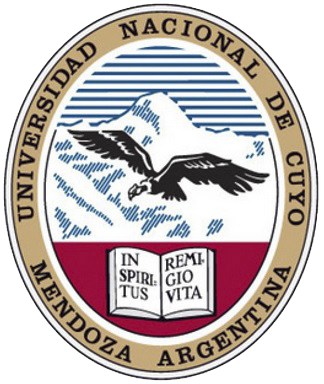 UNIVERSIDAD NACIONAL DE CUYO
MENDOZA ARGENTINA
IN
SPIRI-
TUS
REMI-
GIO
VITA